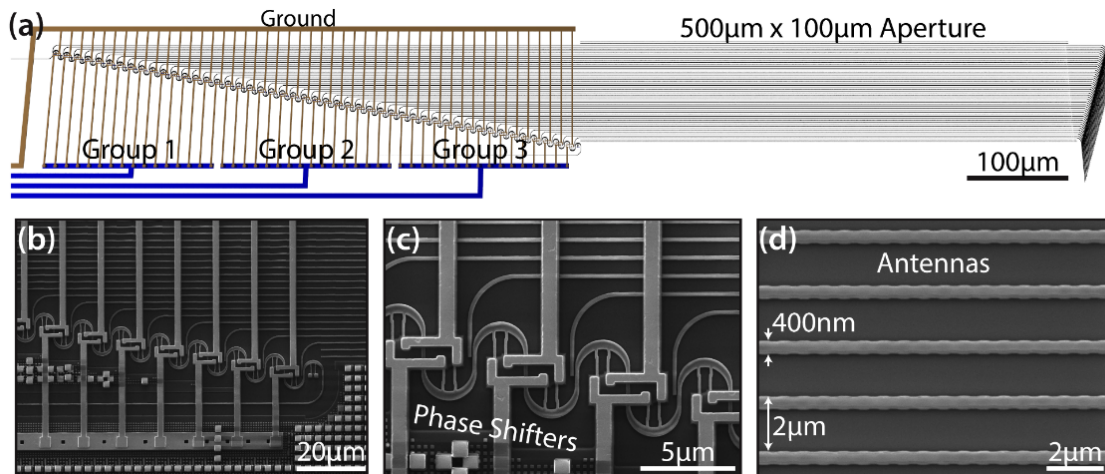 (a)
Ground
500μm x 100μm Aperture
Group 1
Group 2
Group 3
100μm
(b)
20μm
(c)
Phase Shifters
5μm
(d)
Antennas
400nm
2μm
2μm